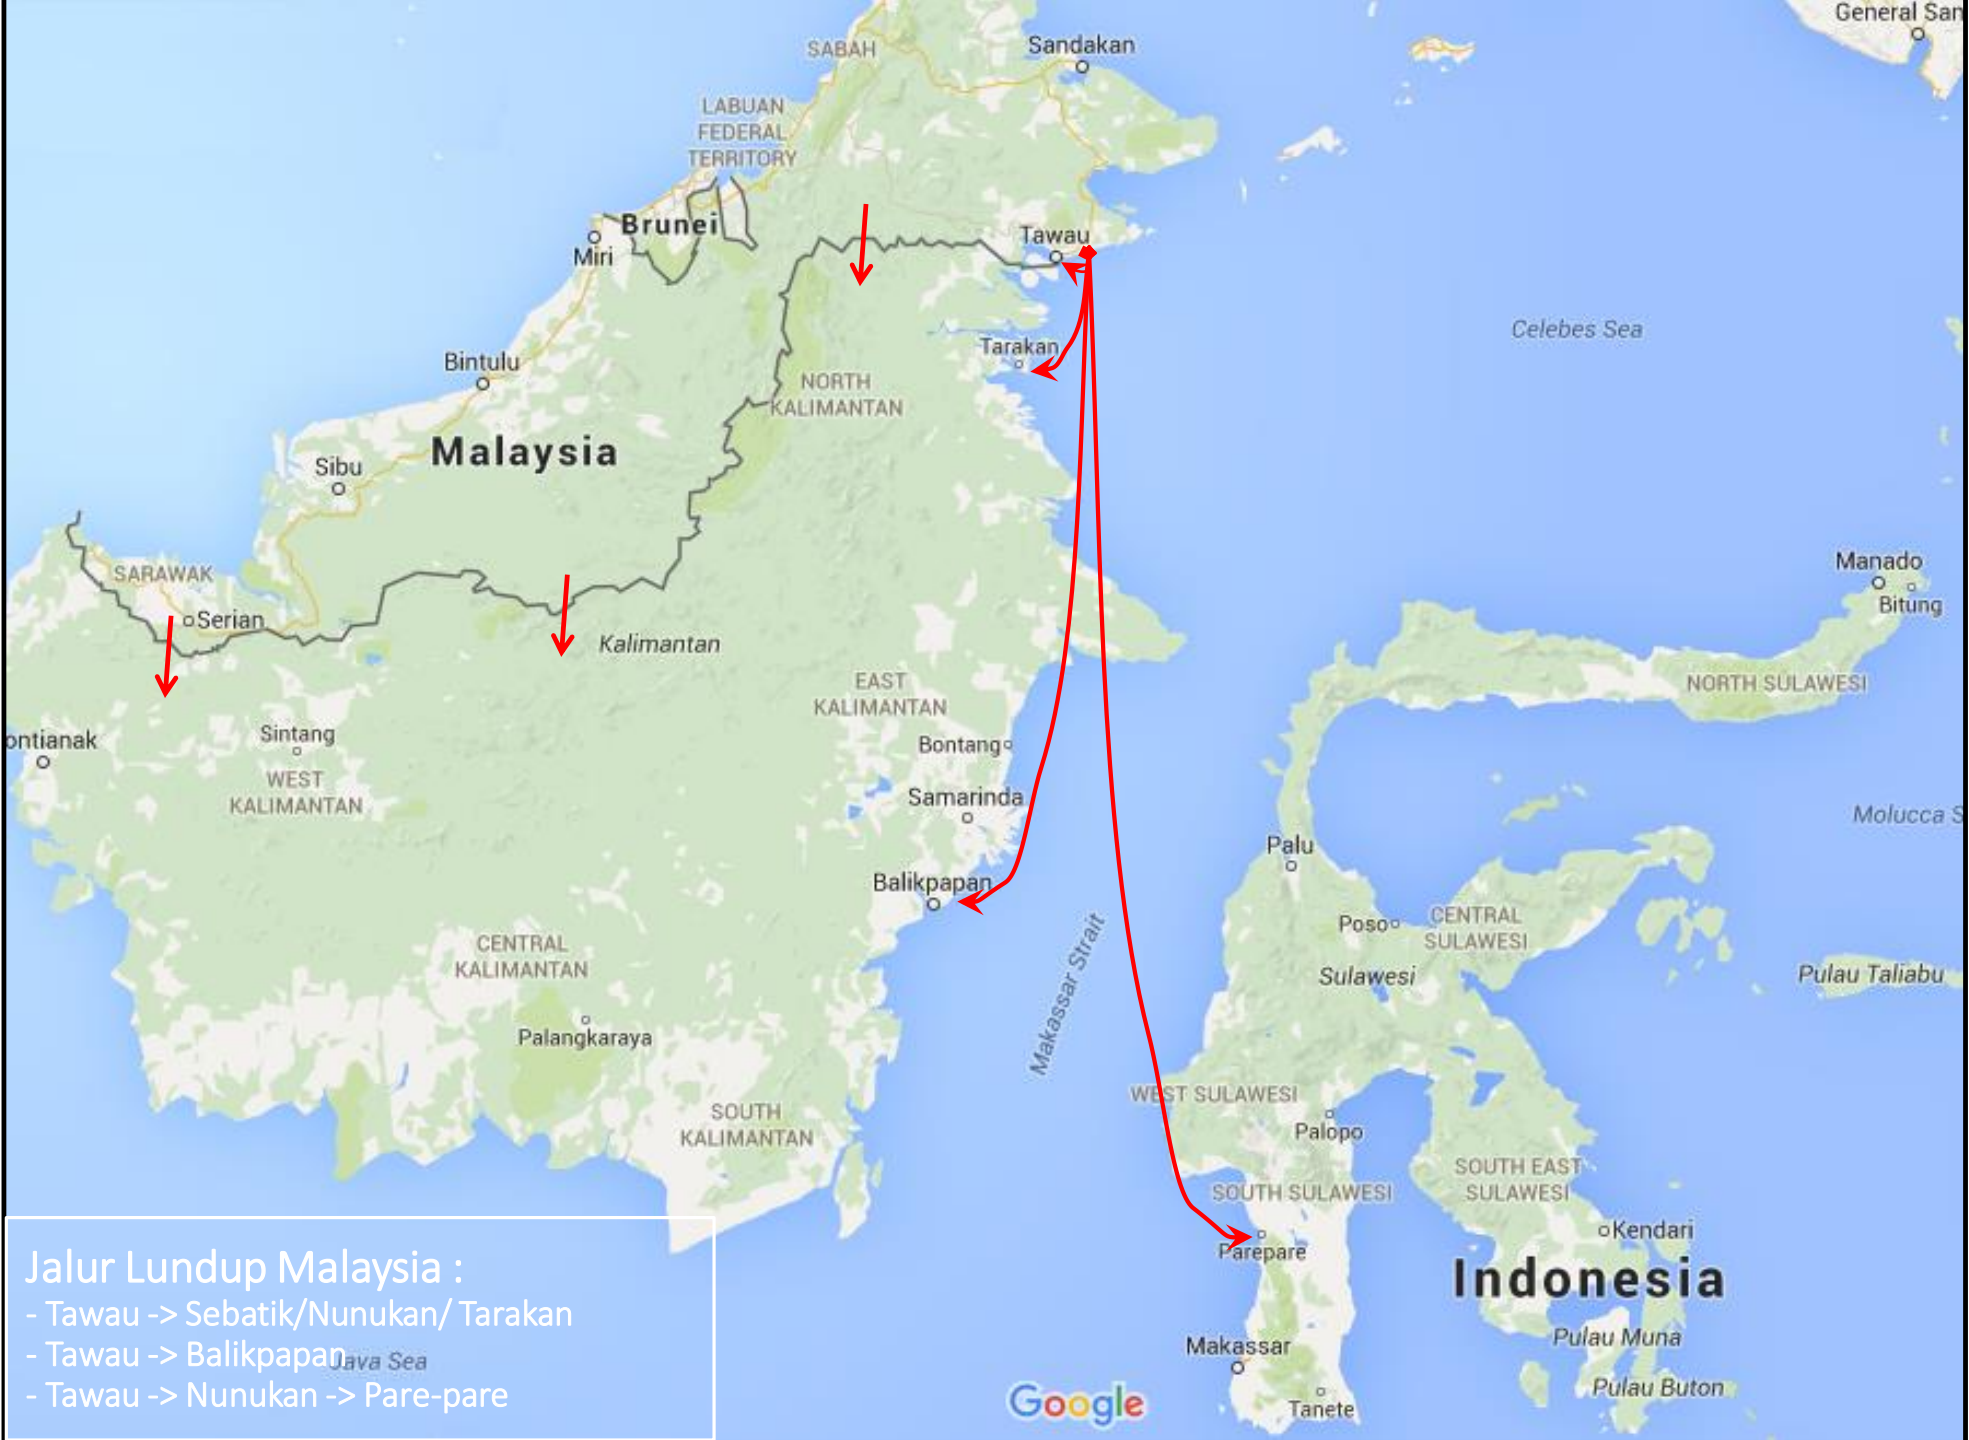 General San
SABAH
Sandakan
LABUAN
FEDERAL
TERRITORY
Brunei
Miri
Tawau
Celebes Sea
Tarakan
Bintulu
NORTH
KALIMANTAN
Malaysia
Sibu
SARAWAK
Serian
Kalimantan
Manado
Bitung
EAST
KALIMANTAN
NORTH SULAWESI
ontianak
Sintang
WEST
KALIMANTAN
Bontang
Samarinda
Molucca S
Palu
Balikpapan
Poso
CENTRAL
SULAWESI
Sulawesi
Pulau Taliabu
CENTRAL
KALIMANTAN
Makassar Strait
Palangkaraya
WEST SULAWESI
Palopo
SOUTH
KALIMANTAN
SOUTH EAST
SULAWESI
SOUTH SULAWESI
Kendari
Parepare
Indonesia
Pulau Muna
Makassar
Pulau Buton
Tanete
Google
Jalur Lundup Malaysia :
- Tawau -> Sebatik/Nunukan/ Tarakan
- Tawau -> Balikpapan
Java Sea
- Tawau -> Nunukan -> Pare-pare